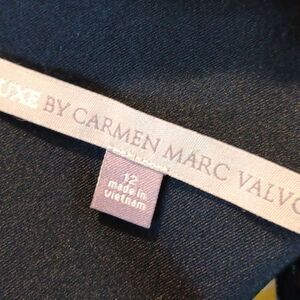 UXE BY CARMEN MARC VALVO
12
made in
vietnam